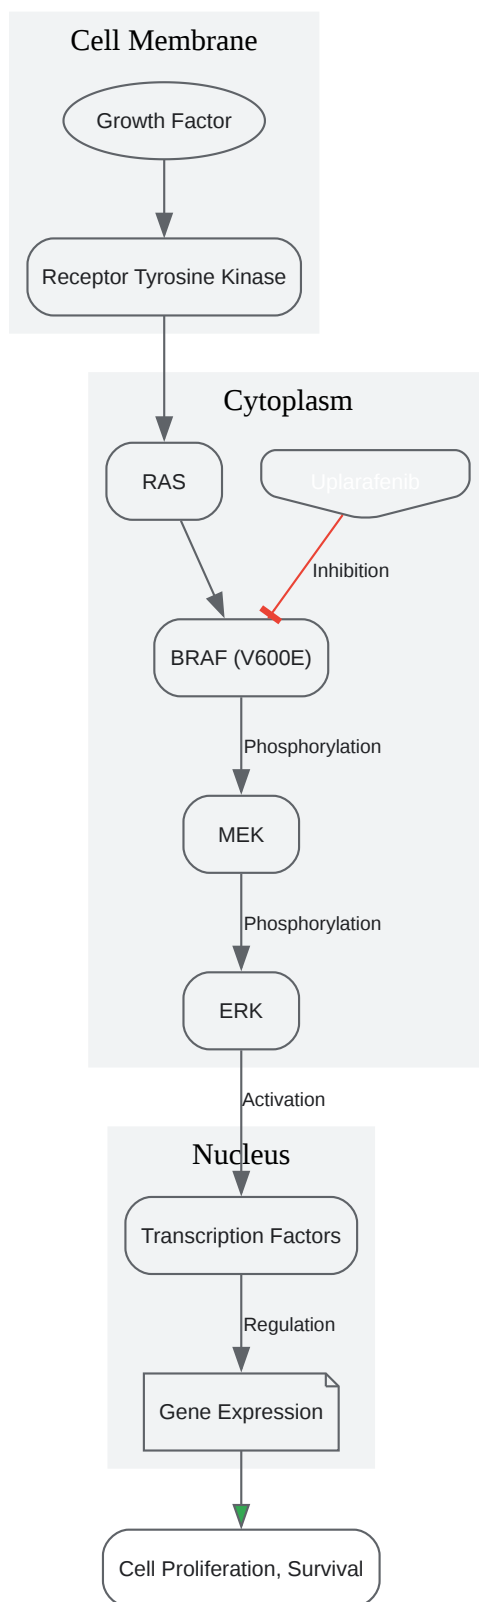 Cell Membrane
Growth Factor
Receptor Tyrosine Kinase
Cytoplasm
RAS
Uplarafenib
Inhibition
BRAF (V600E)
Phosphorylation
MEK
Phosphorylation
ERK
Activation
Nucleus
Transcription Factors
Regulation
Gene Expression
Cell Proliferation, Survival